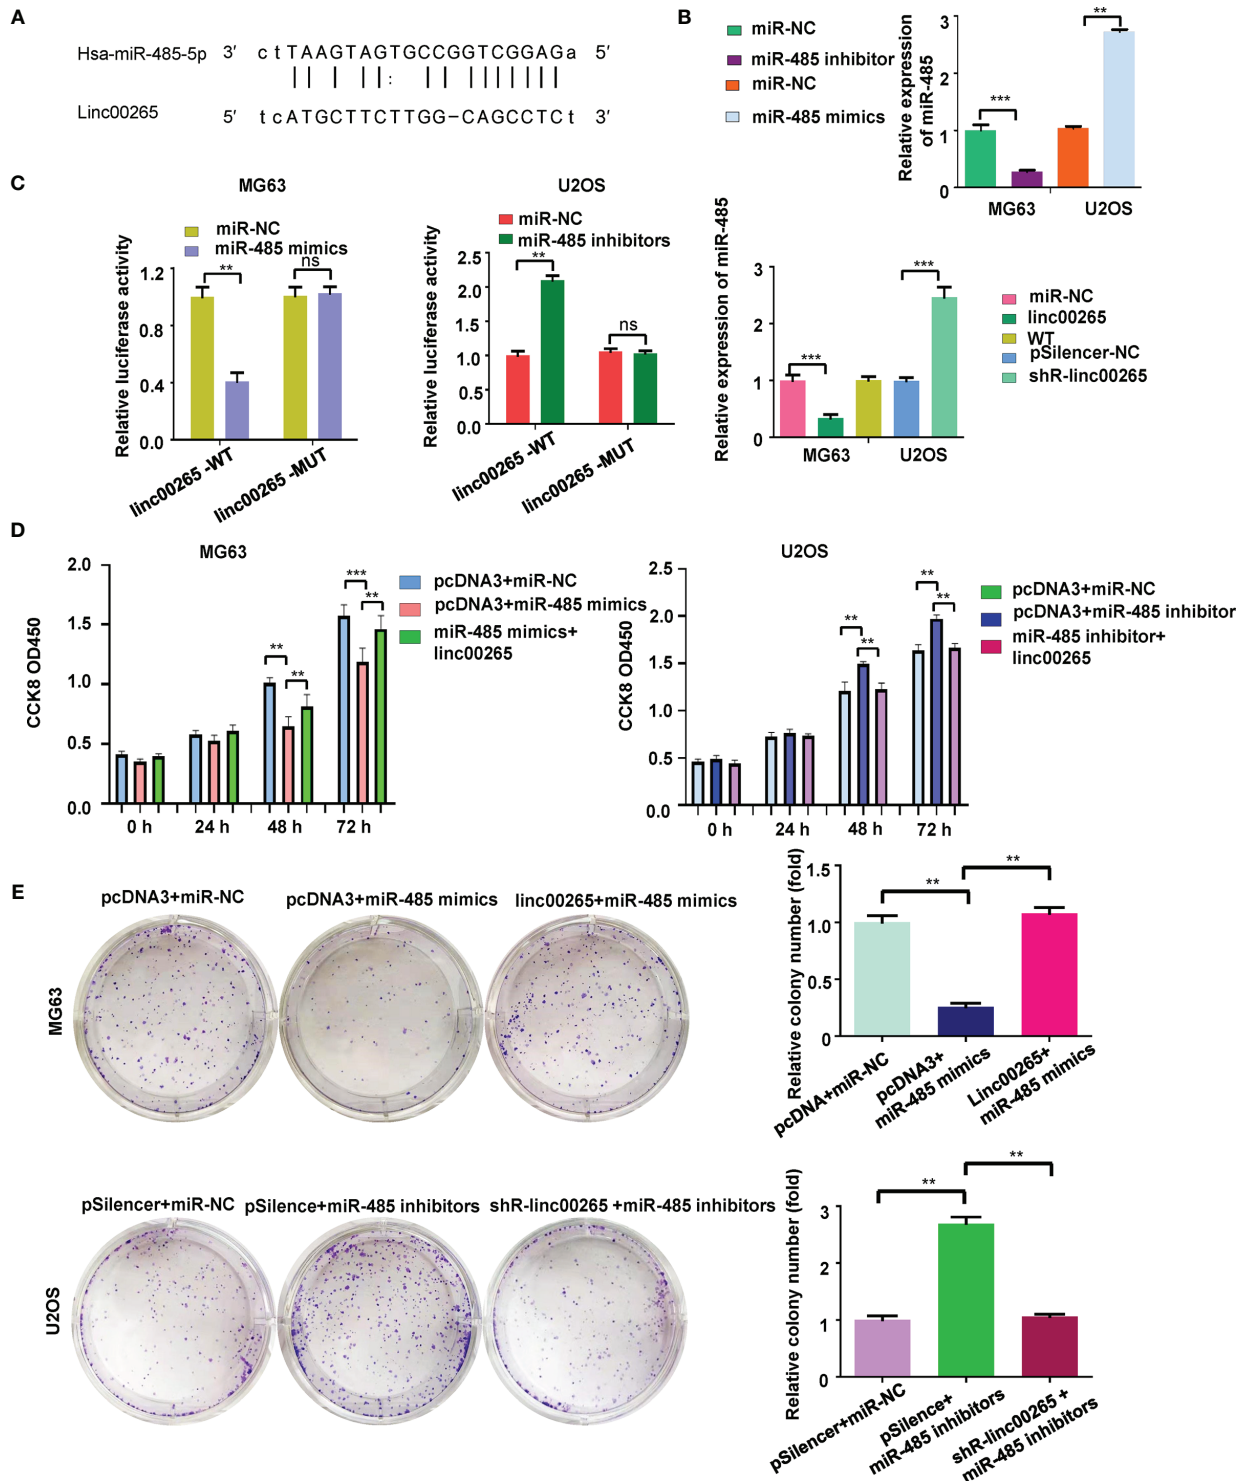 A
Hsa-miR-485-5p 3′ c t T A A G T A G T G C C G G T C G G A G a 5′
Linc00265 5′ t c A T G C T T C T T G G – C A G C C T C t 3′
B
miR-NC
miR-485 inhibitor
miR-NC
miR-485 mimics
Relative expression
of miR-485
3
2
1
0
***
**
MG63 U2OS
Relative expression of miR-485
3
2
1
0
***
***
MG63 U2OS
miR-NC
linc00265
WT
pSilencer-NC
shR-linc00265
C
MG63
miR-NC
miR-485 mimics
Relative luciferase activity
1.2
0.8
0.4
0.0
**
ns
linc00265 -WT
linc00265 -MUT
U2OS
miR-NC
miR-485 inhibitors
Relative luciferase activity
2.5
2.0
1.5
1.0
0.5
0.0
**
ns
linc00265 -WT
linc00265 -MUT
D
MG63
CCK8 OD450
2.0
1.5
1.0
0.5
0.0
**
**
***
**
0 h 24 h 48 h 72 h
pcDNA3+miR-NC
pcDNA3+miR-485 mimics
miR-485 mimics+
linc00265
U2OS
CCK8 OD450
2.5
2.0
1.5
1.0
0.5
0.0
**
**
**
**
0 h 24 h 48 h 72 h
pcDNA3+miR-NC
pcDNA3+miR-485 inhibitor
miR-485 inhibitor+
linc00265
E
pcDNA3+miR-NC pcDNA3+miR-485 mimics linc00265+miR-485 mimics
MG63
Relative colony number (fold)
1.5
1.0
0.5
0
**
**
pcDNA+miR-NC
pcDNA3+
miR-485 mimics
Linc00265+
miR-485 mimics
pSilencer+miR-NC pSilence+miR-485 inhibitors shR-linc00265 +miR-485 inhibitors
U2OS
Relative colony number (fold)
3
2
1
0
**
**
pSilencer+miR-NC
pSilence+
miR-485 inhibitors
shR-linc00265 +
miR-485 inhibitors